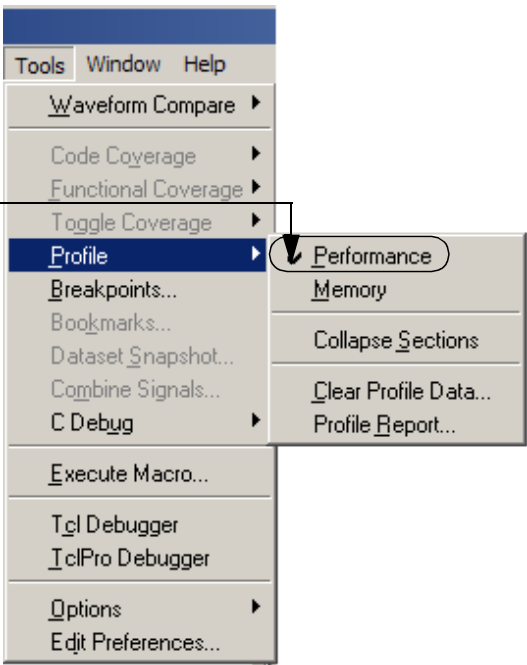 Tools Window Help
Waveform Compare
Code Coverage
Functional Coverage
Toggle Coverage
Profile
Breakpoints...
Bookmarks...
Dataset Snapshot...
Combine Signals...
C Debug
Execute Macro...
Tcl Debugger
TclPro Debugger
Options
Edit Preferences...
Performance
Memory
Collapse Sections
Clear Profile Data...
Profile Report...